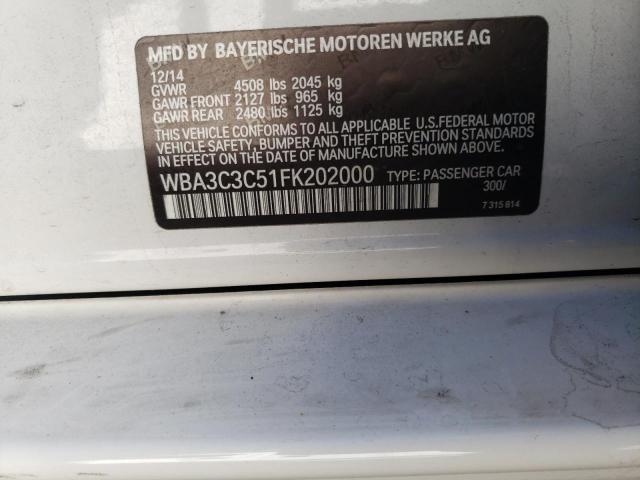 MFD BY BAYERISCHE MOTOREN WERKE AG
12/14
GVWR 4508 lbs 2045 kg
GAWR FRONT 2127 lbs 965 kg
GAWR REAR 2480 lbs 1125 kg
THIS VEHICLE CONFORMS TO ALL APPLICABLE U.S.FEDERAL MOTOR
VEHICLE SAFETY, BUMPER AND THEFT PREVENTION STANDARDS
IN EFFECT ON THE DATE OF MANUFACTURE SHOWN ABOVE.
WBA3C3C51FK202000 TYPE: PASSENGER CAR
300/
7 315 814